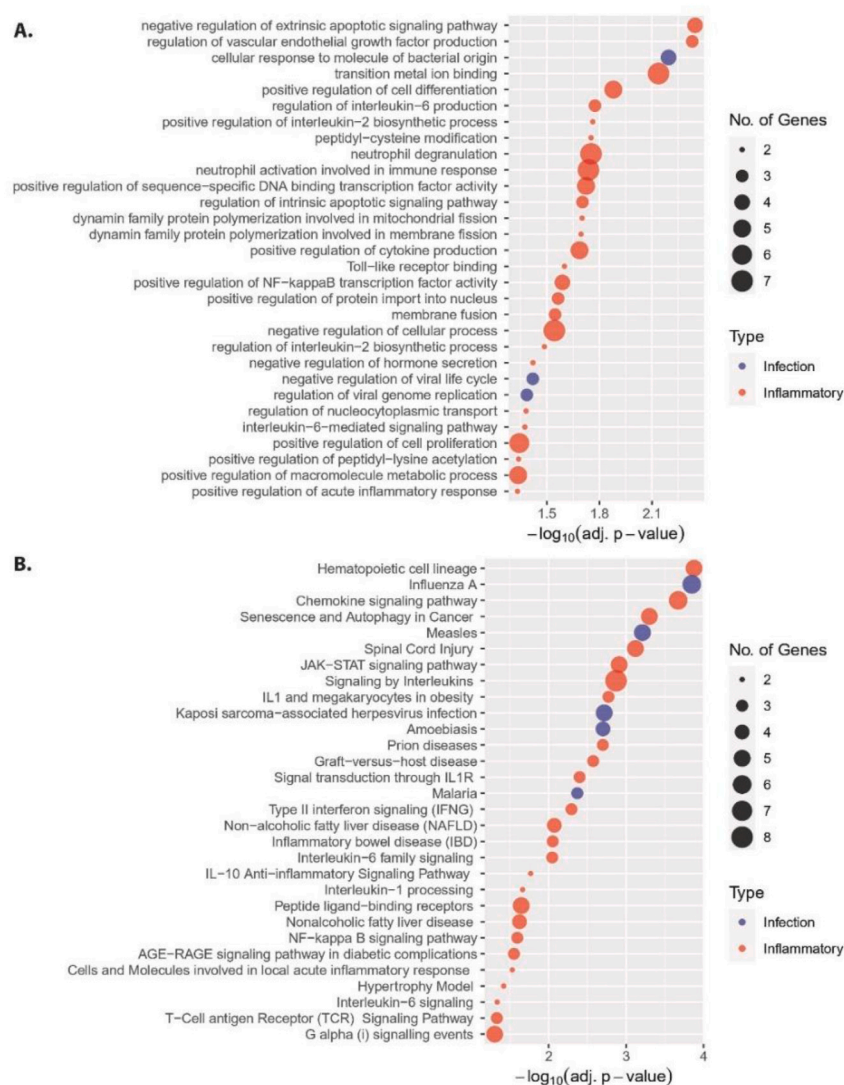 A.
negative regulation of extrinsic apoptotic signaling pathway
regulation of vascular endothelial growth factor production
cellular response to molecule of bacterial origin
transition metal ion binding
positive regulation of cell differentiation
regulation of interleukin-6 production
positive regulation of interleukin-2 biosynthetic process
peptidyl-cysteine modification
neutrophil degranulation
neutrophil activation involved in immune response
positive regulation of sequence-specific DNA binding transcription factor activity
regulation of intrinsic apoptotic signaling pathway
dynamin family protein polymerization involved in mitochondrial fission
dynamin family protein polymerization involved in membrane fission
positive regulation of cytokine production
Toll-like receptor binding
positive regulation of NF-kappaB transcription factor activity
positive regulation of protein import into nucleus
membrane fusion
negative regulation of cellular process
regulation of interleukin-2 biosynthetic process
negative regulation of hormone secretion
negative regulation of viral life cycle
regulation of viral genome replication
regulation of nucleocytoplasmic transport
interleukin-6-mediated signaling pathway
positive regulation of cell proliferation
positive regulation of peptidyl-lysine acetylation
positive regulation of macromolecule metabolic process
positive regulation of acute inflammatory response
1.5 1.8 2.1
−log10(adj. p−value)
No. of Genes
2
3
4
5
6
7
Type
Infection
Inflammatory
B.
Hematopoietic cell lineage
Influenza A
Chemokine signaling pathway
Senescence and Autophagy in Cancer
Measles
Spinal Cord Injury
JAK-STAT signaling pathway
Signaling by Interleukins
IL1 and megakaryocytes in obesity
Kaposi sarcoma-associated herpesvirus infection
Amoebiasis
Prion diseases
Graft-versus-host disease
Signal transduction through IL1R
Malaria
Type II interferon signaling (IFNG)
Non-alcoholic fatty liver disease (NAFLD)
Inflammatory bowel disease (IBD)
Interleukin-6 family signaling
IL-10 Anti-inflammatory Signaling Pathway
Interleukin-1 processing
Peptide ligand-binding receptors
Nonalcoholic fatty liver disease
NF-kappa B signaling pathway
AGE-RAGE signaling pathway in diabetic complications
Cells and Molecules involved in local acute inflammatory response
Hypertrophy Model
Interleukin-6 signaling
T-Cell antigen Receptor (TCR) Signaling Pathway
G alpha (i) signalling events
2 3 4
−log10(adj. p−value)
No. of Genes
2
3
4
5
6
7
8
Type
Infection
Inflammatory